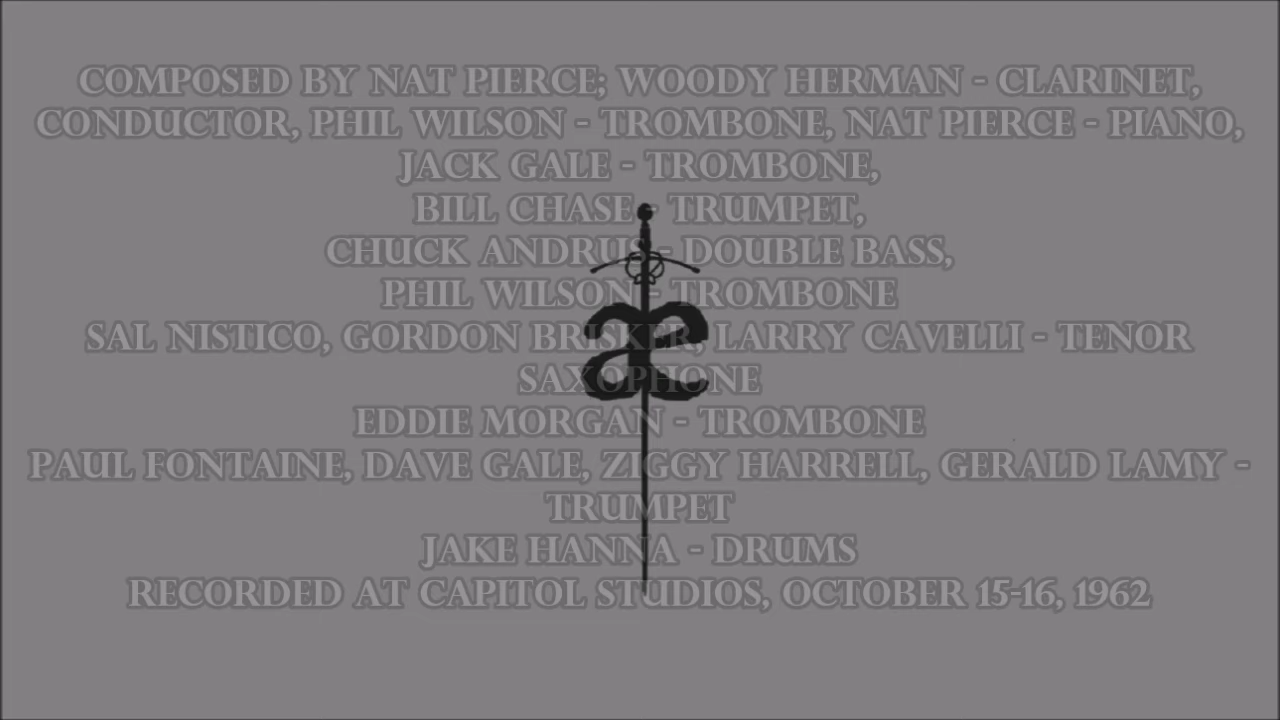 COMPOSED BY NAT PIERCE; WOODY HERMAN - CLARINET,
CONDUCTOR, PHIL WILSON - TROMBONE, NAT PIERCE - PIANO,
JACK GALE - TROMBONE,
BILL CHASE - TRUMPET,
CHUCK ANDRUS - DOUBLE BASS,
PHIL WILSON - TROMBONE
SAL NISTICO, GORDON BRISKER, LARRY CAVELLI - TENOR
SAXOPHONE
æ
EDDIE MORGAN - TROMBONE
PAUL FONTAINE, DAVE GALE, ZIGGY HARRELL, GERALD LAMY -
TRUMPET
JAKE HANNA - DRUMS
RECORDED AT CAPITOL STUDIOS, OCTOBER 15-16, 1962